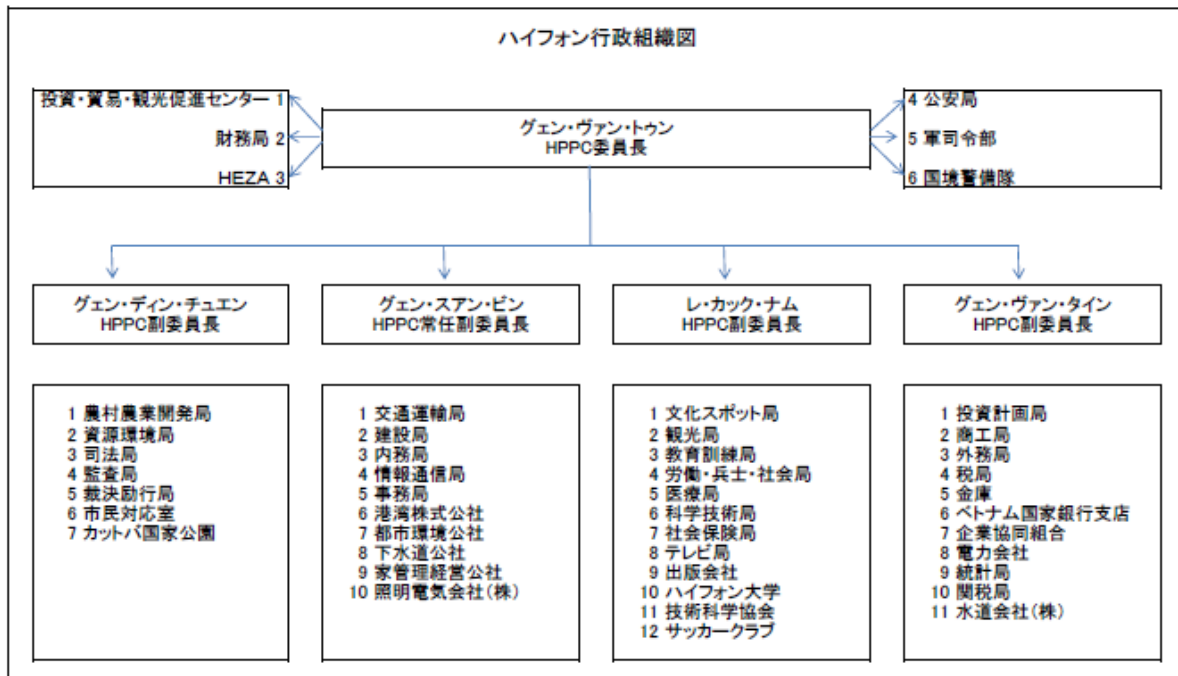 ハイフォン行政組織図
投資・貿易・観光促進センター 1
財務局 2
HEZA 3
グェン・ヴァン・トゥン
HPPC委員長
4 公安局
5 軍司令部
6 国境警備隊
グェン・ディン・チュエン
HPPC副委員長
グェン・スアン・ビン
HPPC常任副委員長
レ・カック・ナム
HPPC副委員長
グェン・ヴァン・タイン
HPPC副委員長
1 農村農業開発局
2 資源環境局
3 司法局
4 監査局
5 裁決励行局
6 市民対応室
7 カットバ国家公園
1 交通運輸局
2 建設局
3 内務局
4 情報通信局
5 事務局
6 港湾株式公社
7 都市環境公社
8 下水道公社
9 家管理経営公社
10 照明電気会社(株)
1 文化スポット局
2 観光局
3 教育訓練局
4 労働・兵士・社会局
5 医療局
6 科学技術局
7 社会保険局
8 テレビ局
9 出版会社
10 ハイフォン大学
11 技術科学協会
12 サッカークラブ
1 投資計画局
2 商工局
3 外務局
4 税局
5 金庫
6 ベトナム国家銀行支店
7 企業協同組合
8 電力会社
9 統計局
10 関税局
11 水道会社(株)